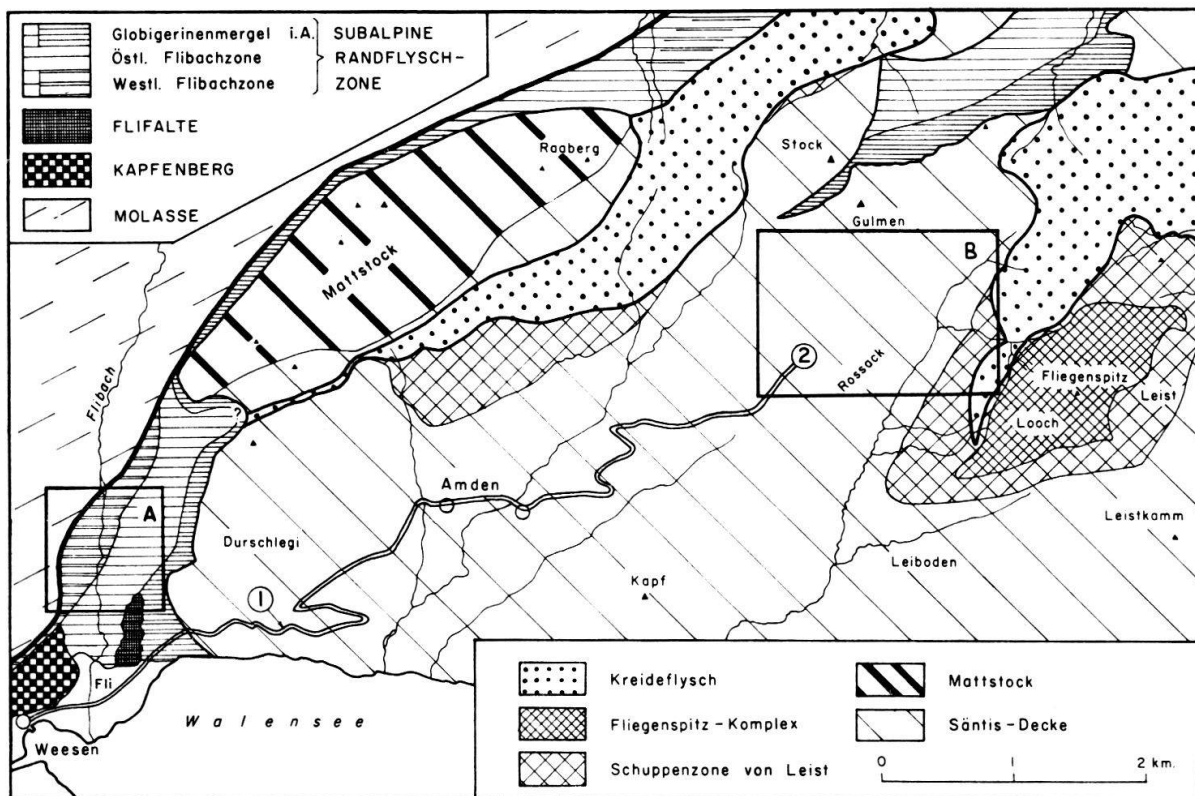 Globigerinenmergel i.A.
Östl. Flibachzone
Westl. Flibachzone
SUBALPINE
RANDFLYSCH-
ZONE
FLIFALTE
KAPFENBERG
MOLASSE
Ragberg
Stock
Gulmen
Mattstock
B
Flibach
2
Rossack
Fliegenspitz
Leist
Looch
?
Amden
A
Durschlegi
Leistkamm
Leiboden
Kapf
1
Fli
Walensee
Weesen
Kreideflysch
Mattstock
Fliegenspitz-Komplex
Säntis-Decke
Schuppenzone von Leist
0 1 2 km.